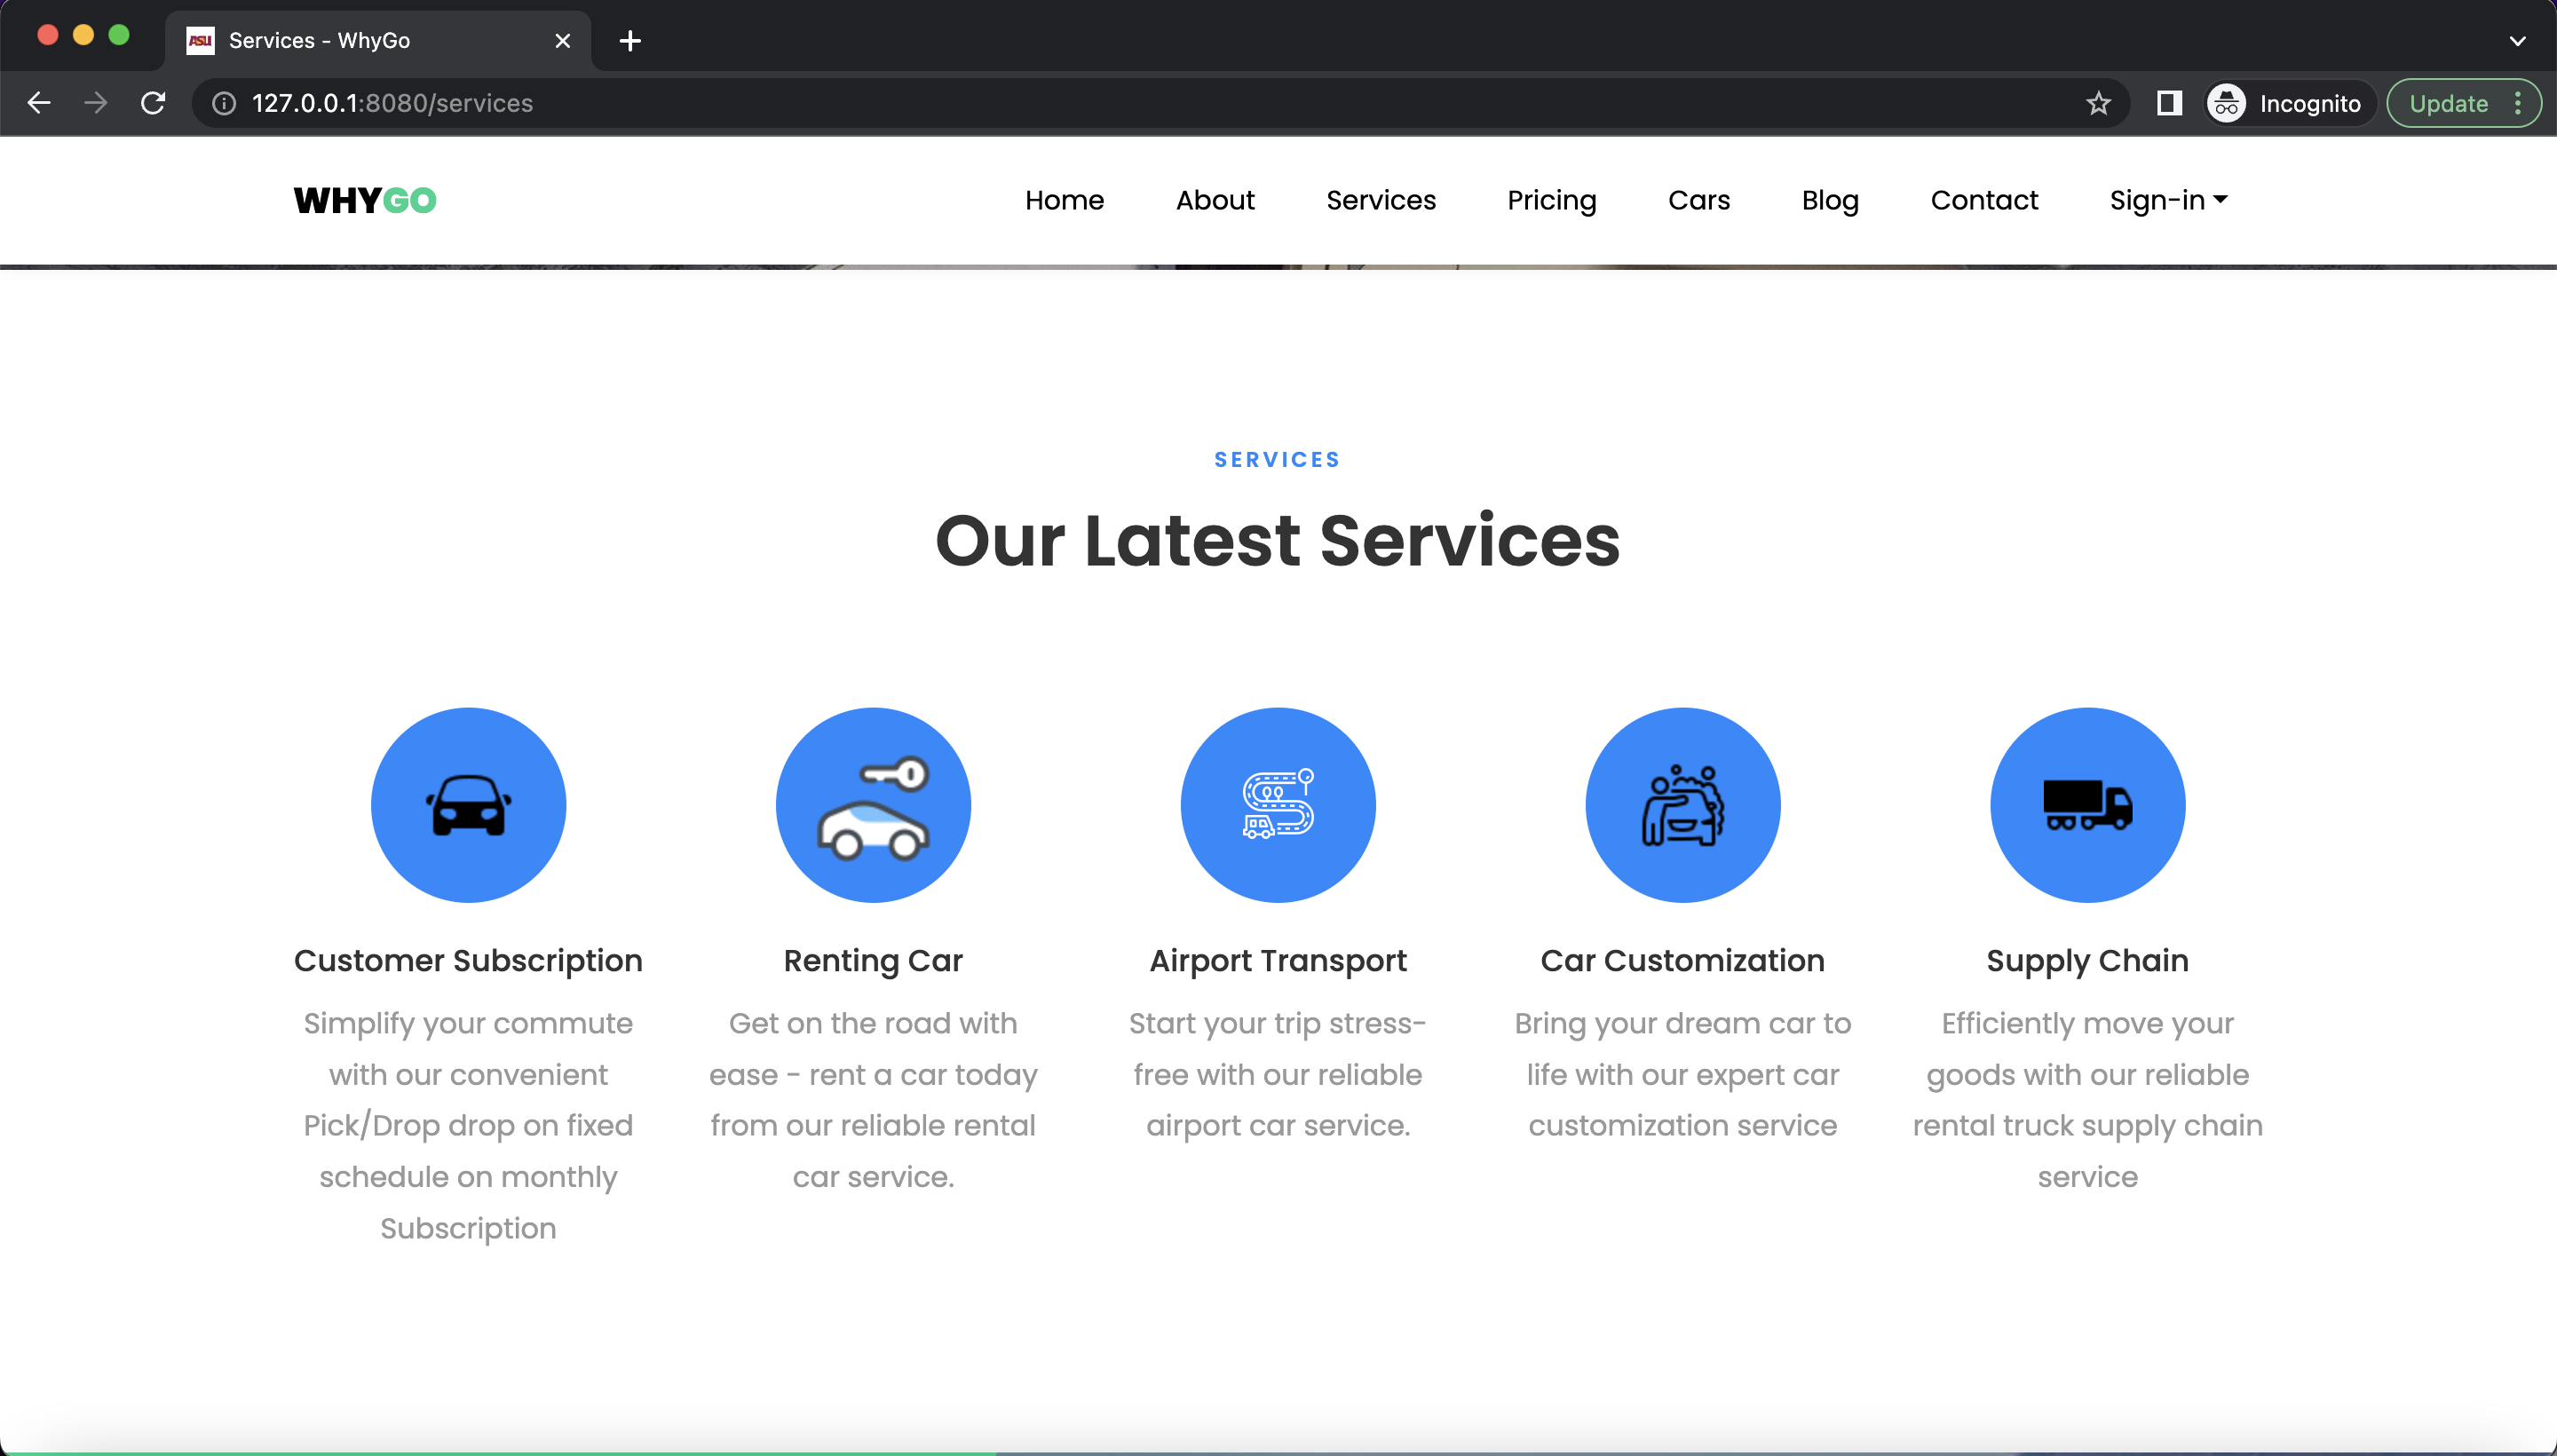 ASU Services - WhyGo
127.0.0.1:8080/services
Incognito
Update
WHYGO
Home About Services Pricing Cars Blog Contact Sign-in
SERVICES
Our Latest Services
Customer Subscription
Simplify your commute
with our convenient
Pick/Drop drop on fixed
schedule on monthly
Subscription
Renting Car
Get on the road with
ease - rent a car today
from our reliable rental
car service.
Airport Transport
Start your trip stress-
free with our reliable
airport car service.
Car Customization
Bring your dream car to
life with our expert car
customization service
Supply Chain
Efficiently move your
goods with our reliable
rental truck supply chain
service